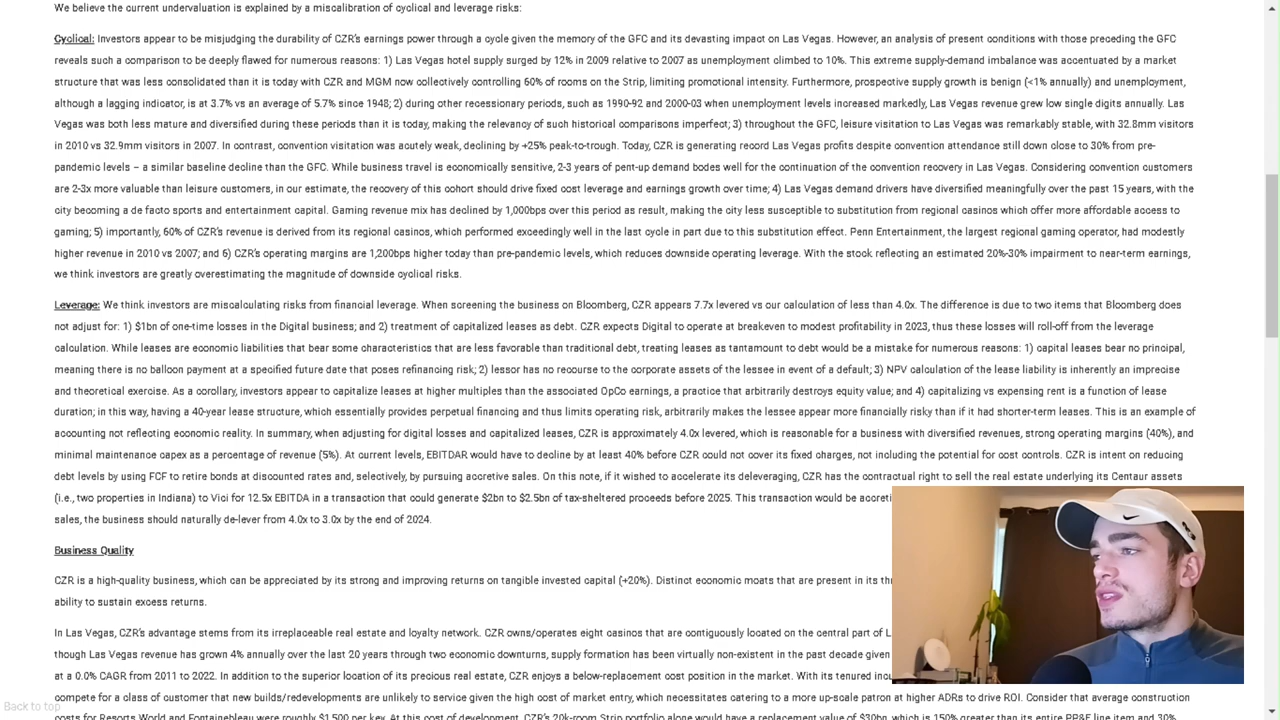 We believe the current undervaluation is explained by a miscalibration of cyclical and leverage risks:
Cyclical: Investors appear to be misjudging the durability of CZR's earnings power through a cycle given the memory of the GFC and its devasting impact on Las Vegas. However, an analysis of present conditions with those preceding the GFC
reveals such a comparison to be deeply flawed for numerous reasons: 1) Las Vegas hotel supply surged by 12% in 2009 relative to 2007 as unemployment climbed to 10%. This extreme supply-demand imbalance was accentuated by a market
structure that was less consolidated than it is today with CZR and MGM now collectively controlling 60% of rooms on the Strip, limiting promotional intensity. Furthermore, prospective supply growth is benign (<1% annually) and unemployment,
although a lagging indicator, is at 3.7% vs an average of 5.7% since 1948; 2) during other recessionary periods, such as 1990-92 and 2000-03 when unemployment levels increased markedly, Las Vegas revenue grew low single digits annually. Las
Vegas was both less mature and diversified during these periods than it is today, making the relevancy of such historical comparisons imperfect; 3) throughout the GFC, leisure visitation to Las Vegas was remarkably stable, with 32.8mm visitors
in 2010 vs 32.9mm visitors in 2007. In contrast, convention visitation was acutely weak, declining by +25% peak-to-trough. Today, CZR is generating record Las Vegas profits despite convention attendance still down close to 30% from pre-
pandemic levels – a similar baseline decline than the GFC. While business travel is economically sensitive, 2-3 years of pent-up demand bodes well for the continuation of the convention recovery in Las Vegas. Considering convention customers
are 2-3x more valuable than leisure customers, in our estimate, the recovery of this cohort should drive fixed cost leverage and earnings growth over time; 4) Las Vegas demand drivers have diversified meaningfully over the past 15 years, with the
city becoming a de facto sports and entertainment capital. Gaming revenue mix has declined by 1,000bps over this period as result, making the city less susceptible to substitution from regional casinos which offer more affordable access to
gaming; 5) importantly, 60% of CZR's revenue is derived from its regional casinos, which performed exceedingly well in the last cycle in part due to this substitution effect. Penn Entertainment, the largest regional gaming operator, had modestly
higher revenue in 2010 vs 2007; and 6) CZR's operating margins are 1,200bps higher today than pre-pandemic levels, which reduces downside operating leverage. With the stock reflecting an estimated 20%-30% impairment to near-term earnings,
we think investors are greatly overestimating the magnitude of downside cyclical risks.
Leverage: We think investors are miscalculating risks from financial leverage. When screening the business on Bloomberg, CZR appears 7.7x levered vs our calculation of less than 4.0x. The difference is due to two items that Bloomberg does
not adjust for: 1) $1bn of one-time losses in the Digital business; and 2) treatment of capitalized leases as debt. CZR expects Digital to operate at breakeven to modest profitability in 2023, thus these losses will roll-off from the leverage
calculation. While leases are economic liabilities that bear some characteristics that are less favorable than traditional debt, treating leases as tantamount to debt would be a mistake for numerous reasons: 1) capital leases bear no principal,
meaning there is no balloon payment at a specified future date that poses refinancing risk; 2) lessor has no recourse to the corporate assets of the lessee in event of a default; 3) NPV calculation of the lease liability is inherently an imprecise
and theoretical exercise. As a corollary, investors appear to capitalize leases at higher multiples than the associated OpCo earnings, a practice that arbitrarily destroys equity value; and 4) capitalizing vs expensing rent is a function of lease
duration; in this way, having a 40-year lease structure, which essentially provides perpetual financing and thus limits operating risk, arbitrarily makes the lessee appear more financially risky than if it had shorter-term leases. This is an example of
accounting not reflecting economic reality. In summary, when adjusting for digital losses and capitalized leases, CZR is approximately 4.0x levered, which is reasonable for a business with diversified revenues, strong operating margins (40%), and
minimal maintenance capex as a percentage of revenue (5%). At current levels, EBITDAR would have to decline by at least 40% before CZR could not cover its fixed charges, not including the potential for cost controls. CZR is intent on reducing
debt levels by using FCF to retire bonds at discounted rates and, selectively, by pursuing accretive sales. On this note, if it wished to accelerate its deleveraging, CZR has the contractual right to sell the real estate underlying its Centaur assets
(i.e., two properties in Indiana) to Vici for 12.5x EBITDA in a transaction that could generate $2bn to $2.5bn of tax-sheltered proceeds before 2025. This transaction would be accreti
sales, the business should naturally de-lever from 4.0x to 3.0x by the end of 2024.
Business Quality
CZR is a high-quality business, which can be appreciated by its strong and improving returns on tangible invested capital (+20%). Distinct economic moats that are present in its th
ability to sustain excess returns.
In Las Vegas, CZR's advantage stems from its irreplaceable real estate and loyalty network. CZR owns/operates eight casinos that are contiguously located on the central part of L
though Las Vegas revenue has grown 4% annually over the last 20 years through two economic downturns, supply formation has been virtually non-existent in the past decade given
at a 0.0% CAGR from 2011 to 2022. In addition to the superior location of its precious real estate, CZR enjoys a below-replacement cost position in the market. With its tenured inc
compete for a class of customer that new builds/redevelopments are unlikely to service given the high cost of market entry, which necessitates catering to a more up-scale patron at higher ADRs to drive ROI. Consider that average construction
costs for Resorts World and Fontainebleau were roughly $1,500 per key. At this cost of development, CZR's 20k-room Strip portfolio alone would have a replacement value of $30bn, which is 150% greater than its entire PP&E line item and 30%
Back to top